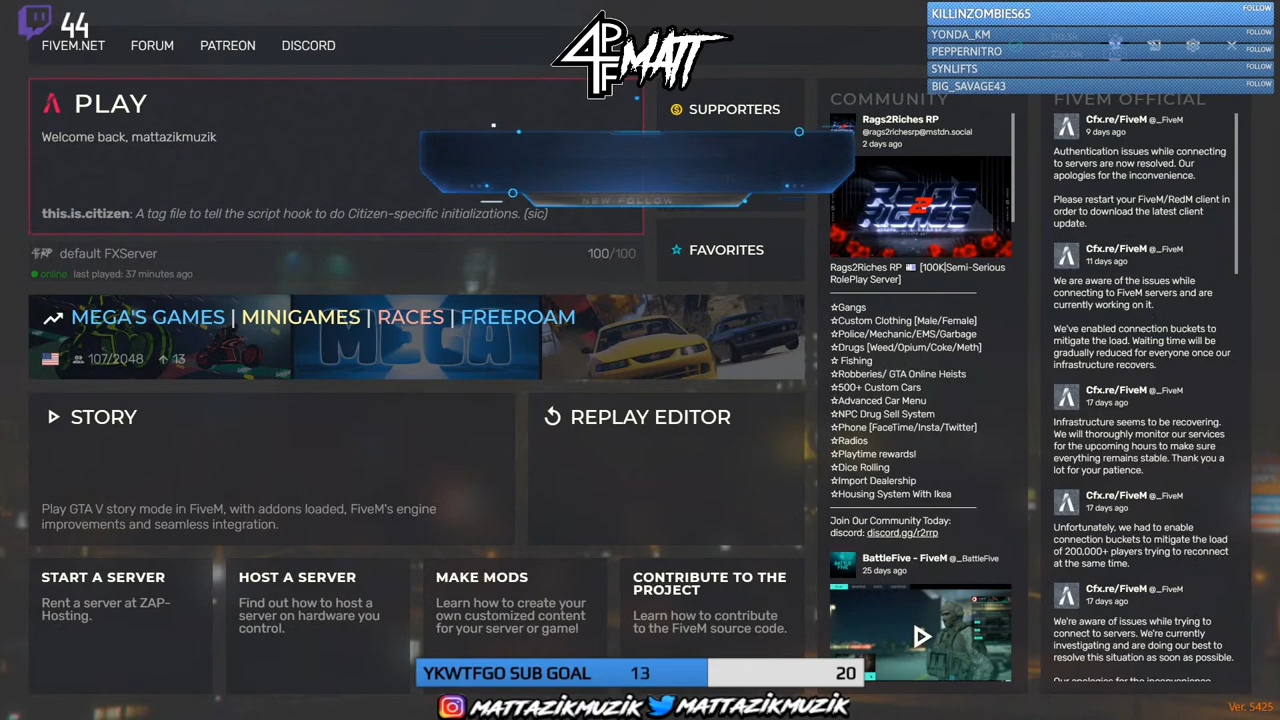 44
FIVEM.NET
FORUM
PATREON
DISCORD
4PF
MATT
KILLINZOMBIES65
FOLLOW
YONDA_KM
FOLLOW
PEPPERNITRO
FOLLOW
SYNLIFTS
FOLLOW
BIG_SAVAGE43
FOLLOW
PLAY
Welcome back, mattazikmuzik
this.is.citizen: A tag file to tell the script hook to do Citizen-specific initializations. (sic)
NEW FOLLOW
SUPPORTERS
FAVORITES
default FXServer
100/100
online last played: 37 minutes ago
MEGA'S GAMES | MINIGAMES | RACES | FREEROAM
MEGA
107/2048
13
STORY
Play GTA V story mode in FiveM, with addons loaded, FiveM's engine
improvements and seamless integration.
REPLAY EDITOR
START A SERVER
Rent a server at ZAP-
Hosting.
HOST A SERVER
Find out how to host a
server on hardware you
control.
MAKE MODS
Learn how to create your
own customized content
for your server or game!
CONTRIBUTE TO THE
PROJECT
Learn how to contribute
to the FiveM source code.
COMMUNITY
Rags2Riches RP
@rags2richesrp@mstdn.social
2 days ago
RAGS
2
RICHES
Rags2Riches RP [100K|Semi-Serious
RolePlay Server]
☆Gangs
☆Custom Clothing [Male/Female]
☆Police/Mechanic/EMS/Garbage
☆Drugs [Weed/Opium/Coke/Meth]
☆ Fishing
☆Robberies/ GTA Online Heists
☆500+ Custom Cars
☆Advanced Car Menu
☆NPC Drug Sell System
☆Phone [FaceTime/Insta/Twitter]
☆Radios
☆Playtime rewards!
☆Dice Rolling
☆Import Dealership
☆Housing System With Ikea
Join Our Community Today:
discord: discord.gg/r2rrp
BattleFive - FiveM @_BattleFive
25 days ago
FIVEM OFFICIAL
Cfx.re/FiveM @_FiveM
9 days ago
Authentication issues while connecting
to servers are now resolved. Our
apologies for the inconvenience.
Please restart your FiveM/RedM client in
order to download the latest client
update.
Cfx.re/FiveM @_FiveM
11 days ago
We are aware of the issues while
connecting to FiveM servers and are
currently working on it.
We've enabled connection buckets to
mitigate the load. Waiting time will be
gradually reduced for everyone once our
infrastructure recovers.
Cfx.re/FiveM @_FiveM
17 days ago
Infrastructure seems to be recovering.
We will thoroughly monitor our services
for the upcoming hours to make sure
everything remains stable. Thank you a
lot for your patience.
Cfx.re/FiveM @_FiveM
17 days ago
Unfortunately, we had to enable
connection buckets to mitigate the load
of 200,000+ players trying to reconnect
at the same time.
Cfx.re/FiveM @_FiveM
17 days ago
We're aware of issues while trying to
connect to servers. We're currently
investigating and are doing our best to
resolve this situation as soon as possible.
Our apologies for the inconvenience
YKWTFGO SUB GOAL
13
20
MATTAZIKMUZIK
MATTAZIKMUZIK
Ver. 5425